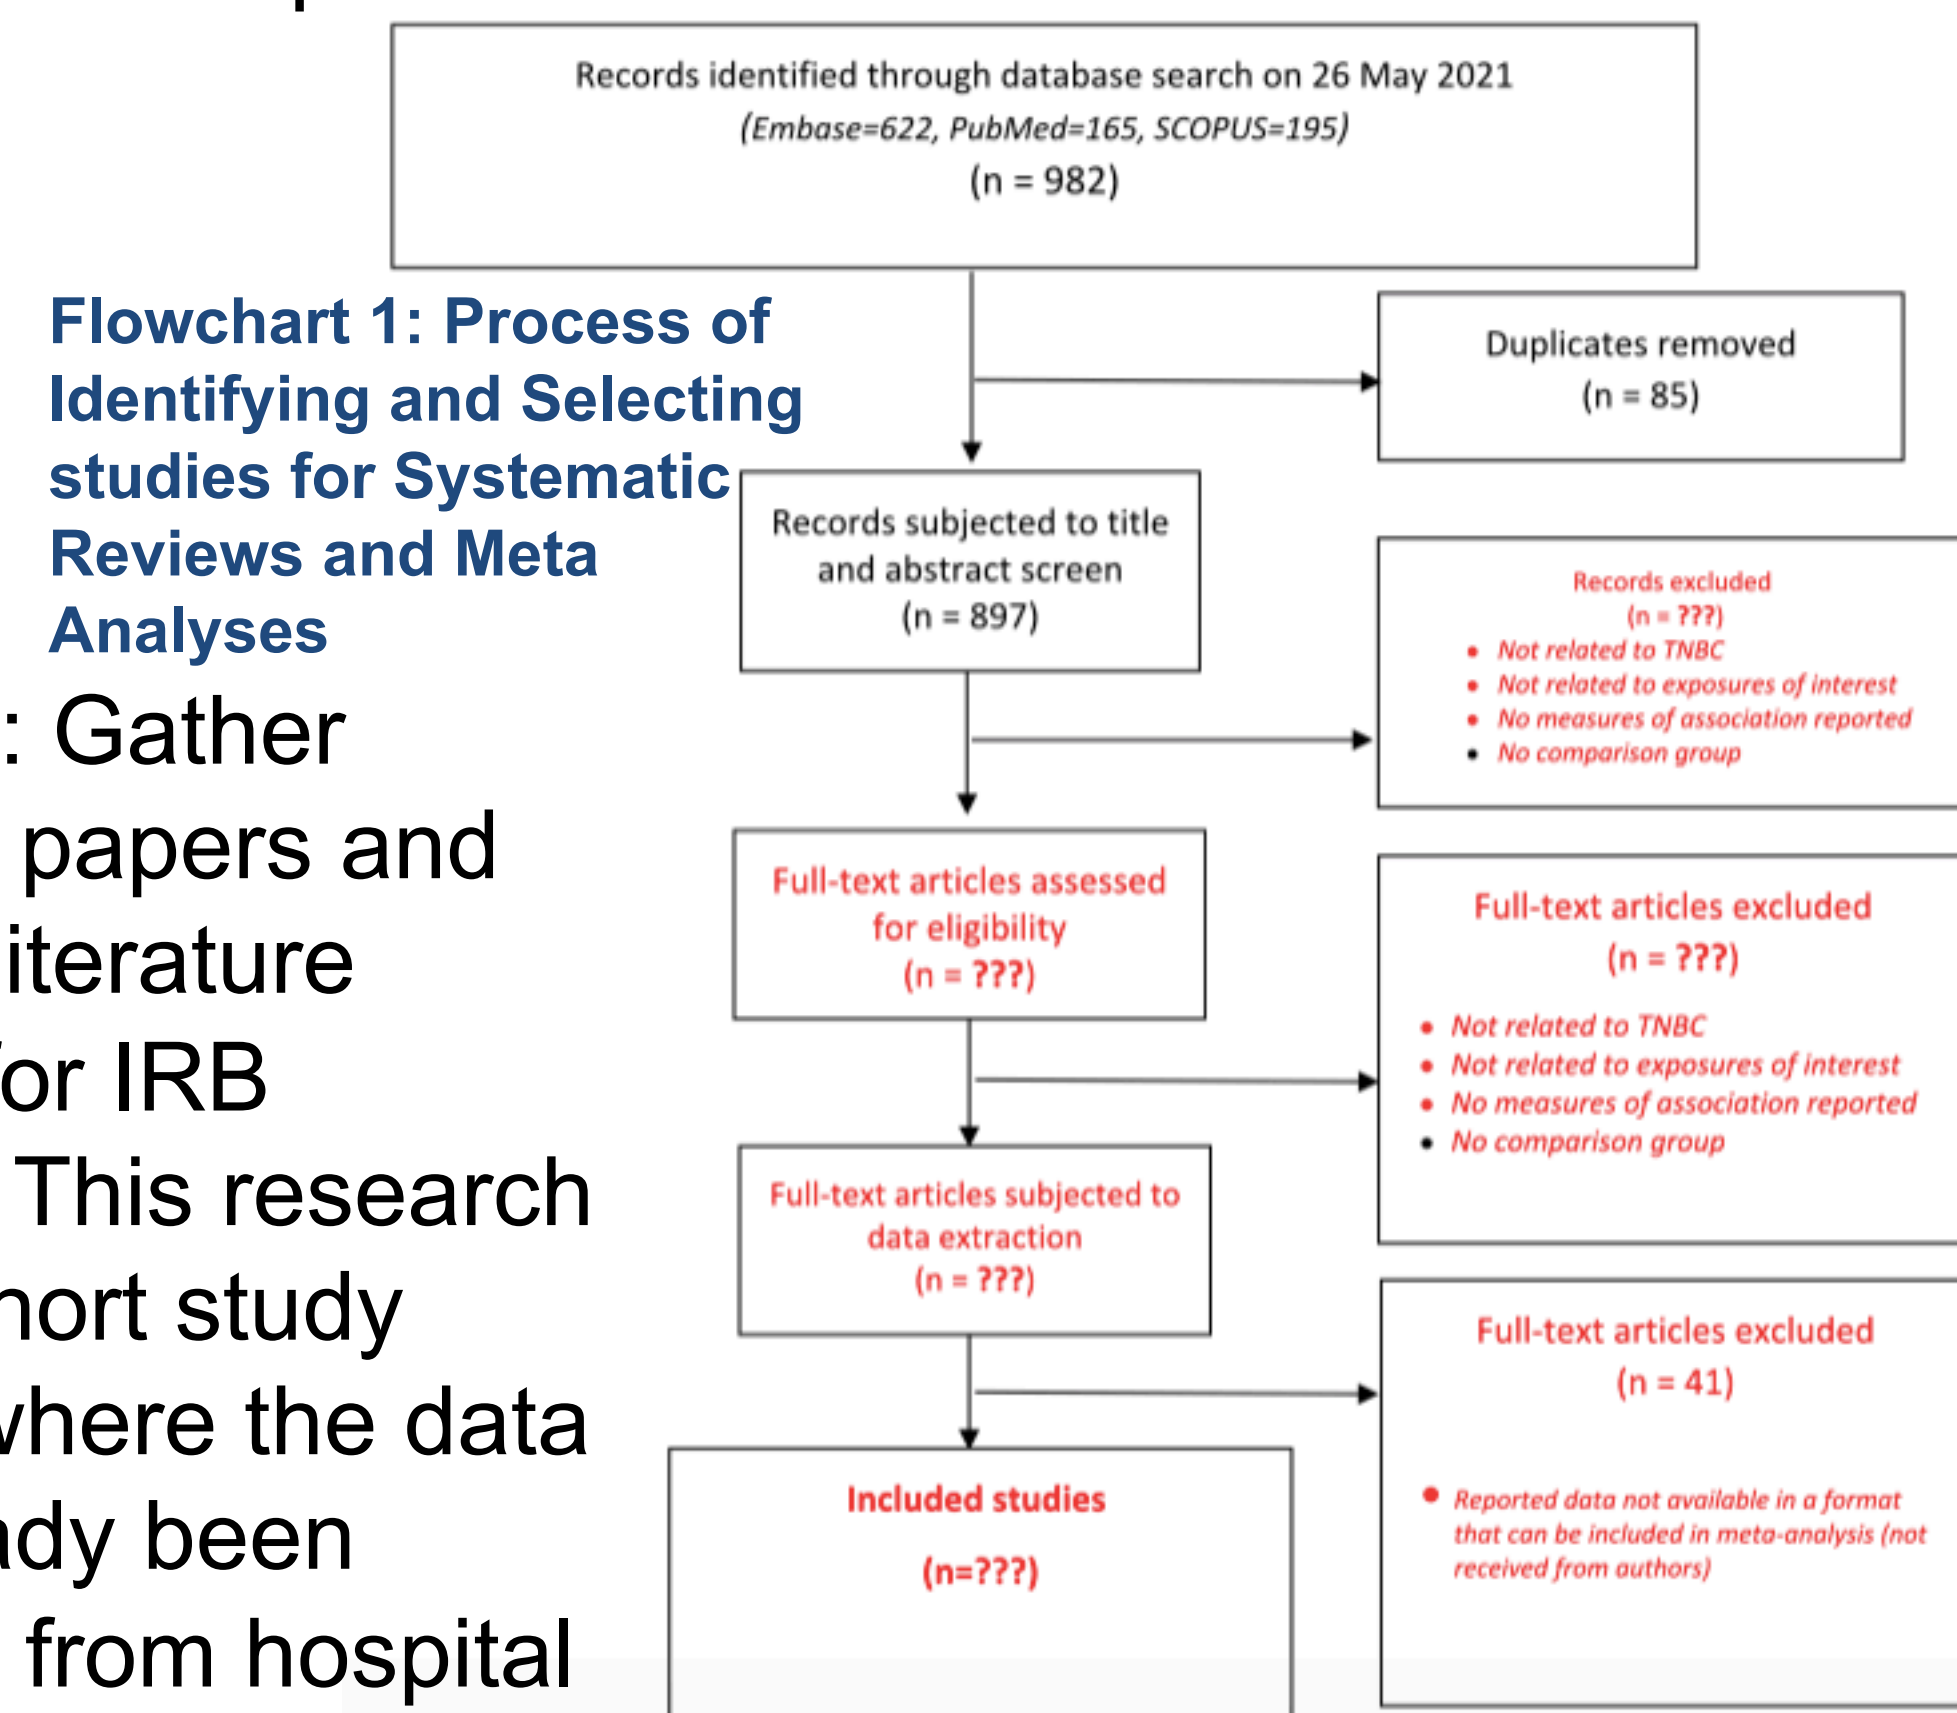 Records identified through database search on 26 May 2021
(Embase=622, PubMed=165, SCOPUS=195)
(n = 982)
Flowchart 1: Process of
Identifying and Selecting
studies for Systematic
Reviews and Meta
Analyses
Duplicates removed
(n = 85)
Records subjected to title
and abstract screen
(n = 897)
Records excluded
(n = ???)
• Not related to TNBC
• Not related to exposures of interest
• No measures of association reported
• No comparison group
: Gather
papers and
iterature
or IRB
This research
hort study
where the data
ady been
from hospital
Full-text articles assessed
for eligibility
(n = ???)
Full-text articles excluded
(n = ???)
• Not related to TNBC
• Not related to exposures of interest
• No measures of association reported
• No comparison group
Full-text articles subjected to
data extraction
(n = ???)
Full-text articles excluded
(n = 41)
• Reported data not available in a format
that can be included in meta-analysis (not
received from authors)
Included studies
(n=???)